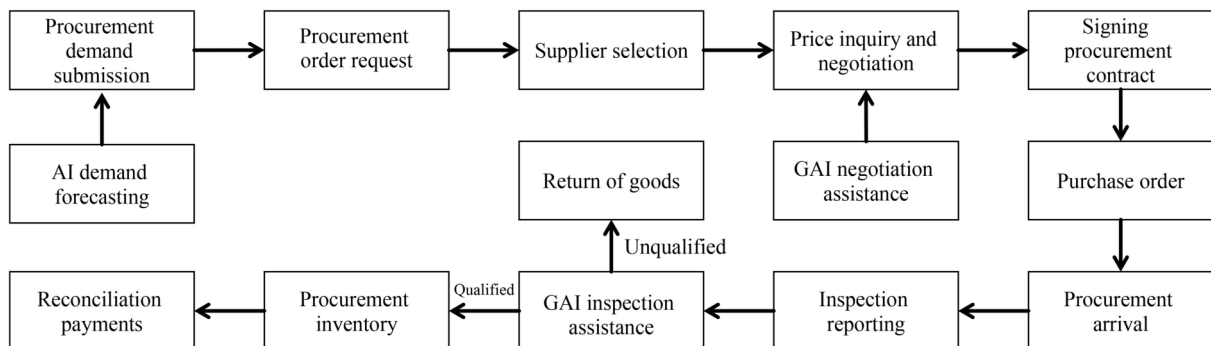 Procurement
demand
submission
Procurement
order request
Supplier selection
Price inquiry and
negotiation
Signing
procurement
contract
AI demand
forecasting
Return of goods
GAI negotiation
assistance
Purchase order
Unqualified
Reconciliation
payments
Procurement
inventory
Qualified
GAI inspection
assistance
Inspection
reporting
Procurement
arrival